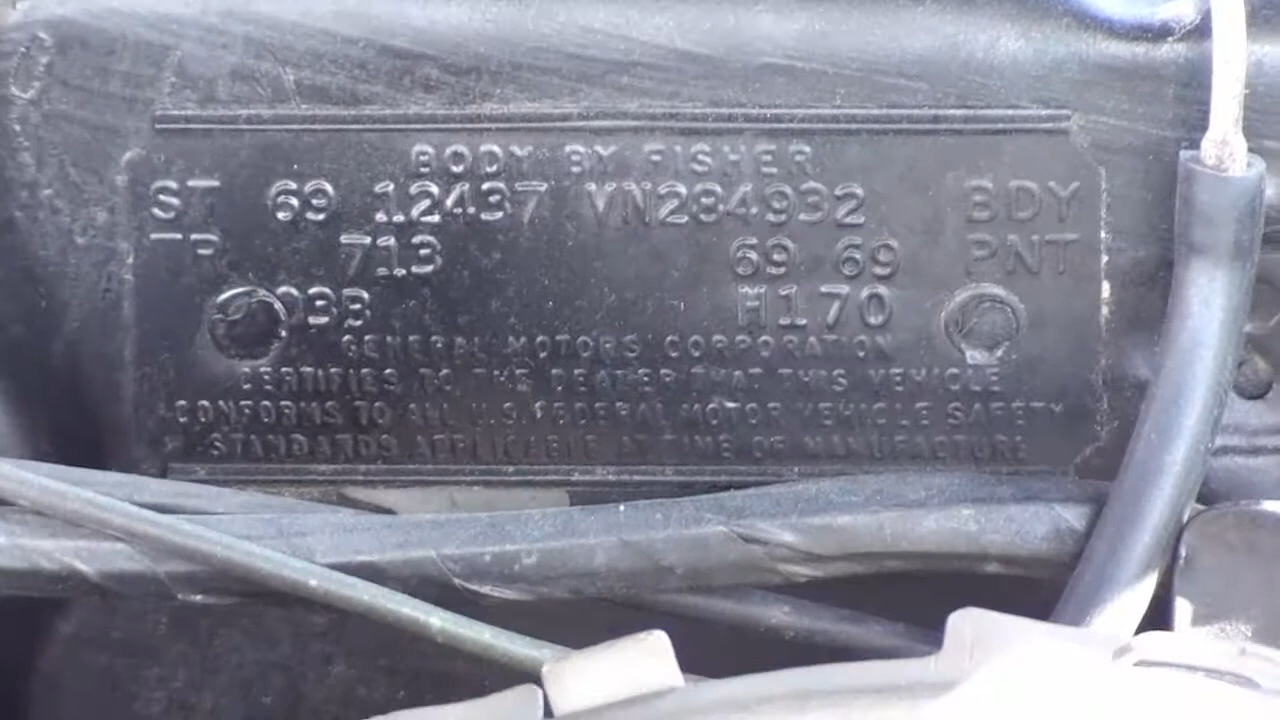 BODY BY FISHER
ST 69 12437 VN284932 BDY
TR 713 69 69 PNT
03B H170
GENERAL MOTORS CORPORATION
CERTIFIES TO THE DEALER THAT THIS VEHICLE
CONFORMS TO ALL U.S. FEDERAL MOTOR VEHICLE SAFETY
STANDARDS APPLICABLE AT TIME OF MANUFACTURE